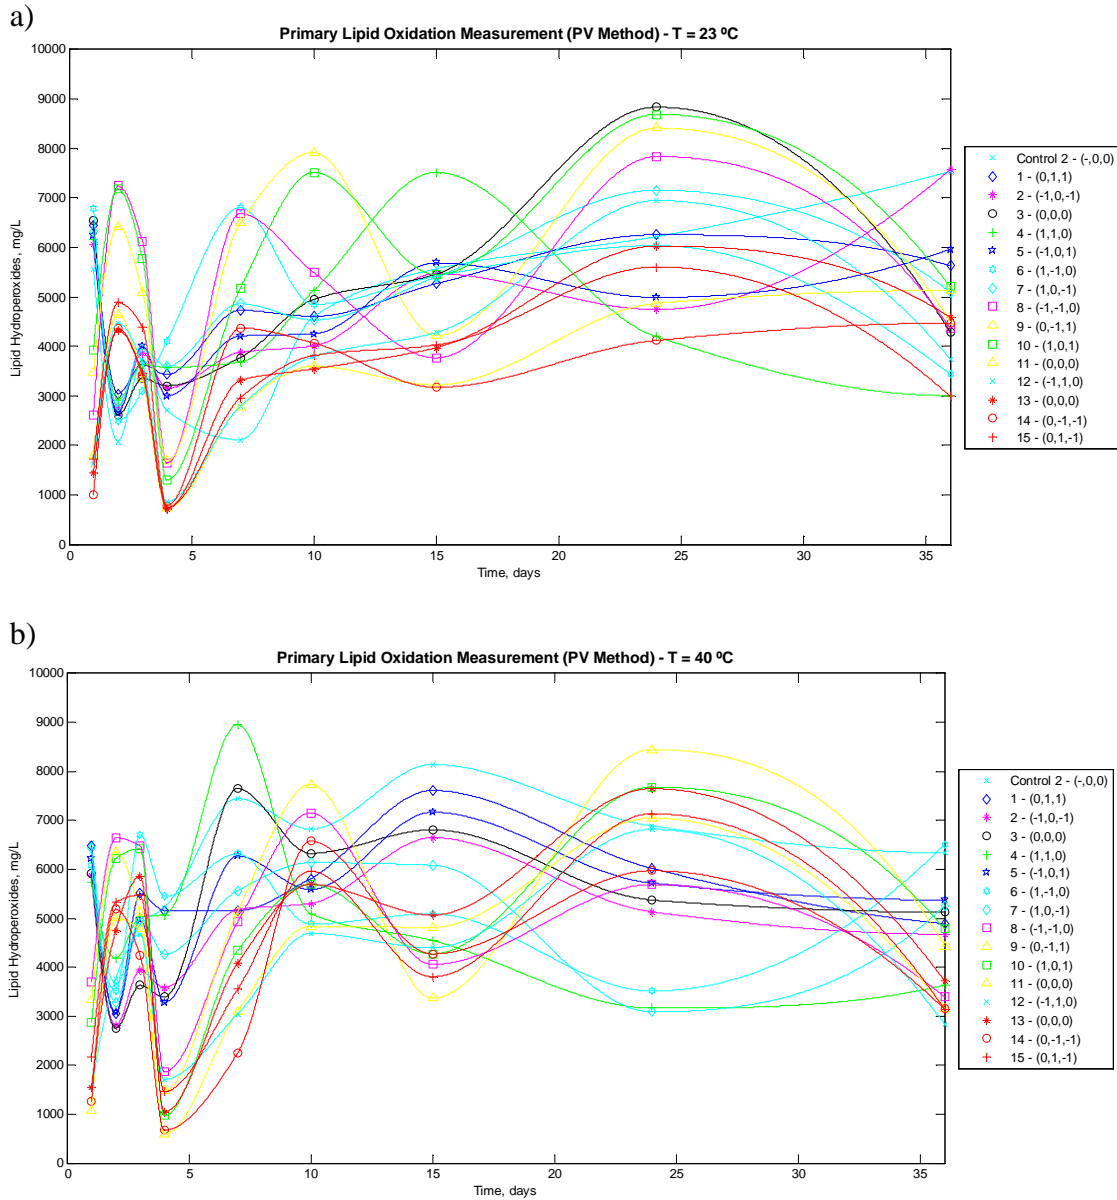 a)
Primary Lipid Oxidation Measurement (PV Method) - T = 23 ºC
10000
9000
8000
7000
6000
5000
4000
3000
2000
1000
0
Lipid Hydroperoxides, mg/L
0 5 10 15 20 25 30 35
Time, days
Control 2 - (-,0,0)
1 - (0,1,1)
2 - (-1,0,-1)
3 - (0,0,0)
4 - (1,1,0)
5 - (-1,0,1)
6 - (1,-1,0)
7 - (1,0,-1)
8 - (-1,-1,0)
9 - (0,-1,1)
10 - (1,0,1)
11 - (0,0,0)
12 - (-1,1,0)
13 - (0,0,0)
14 - (0,-1,-1)
15 - (0,1,-1)
b)
Primary Lipid Oxidation Measurement (PV Method) - T = 40 ºC
10000
9000
8000
7000
6000
5000
4000
3000
2000
1000
0
Lipid Hydroperoxides, mg/L
0 5 10 15 20 25 30 35
Time, days
Control 2 - (-,0,0)
1 - (0,1,1)
2 - (-1,0,-1)
3 - (0,0,0)
4 - (1,1,0)
5 - (-1,0,1)
6 - (1,-1,0)
7 - (1,0,-1)
8 - (-1,-1,0)
9 - (0,-1,1)
10 - (1,0,1)
11 - (0,0,0)
12 - (-1,1,0)
13 - (0,0,0)
14 - (0,-1,-1)
15 - (0,1,-1)